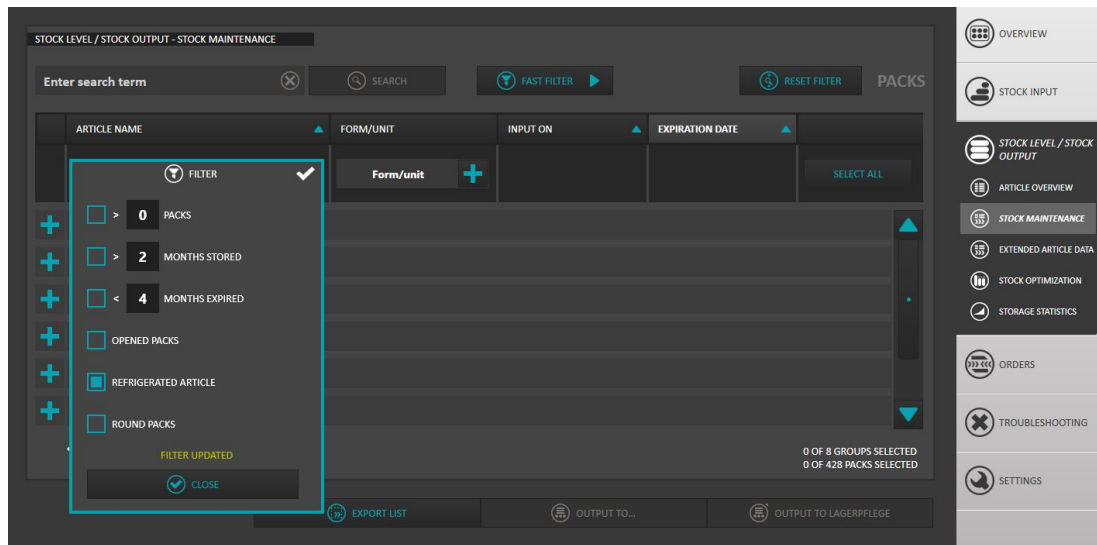 STOCK LEVEL / STOCK OUTPUT - STOCK MAINTENANCE
Enter search term
SEARCH
FAST FILTER
RESET FILTER
PACKS
ARTICLE NAME
FORM/UNIT
INPUT ON
EXPIRATION DATE
Form/unit
SELECT ALL
FILTER
> 0 PACKS
> 2 MONTHS STORED
< 4 MONTHS EXPIRED
OPENED PACKS
REFRIGERATED ARTICLE
ROUND PACKS
FILTER UPDATED
CLOSE
0 OF 8 GROUPS SELECTED
0 OF 428 PACKS SELECTED
EXPORT LIST
OUTPUT TO...
OUTPUT TO LAGERPFLEGE
OVERVIEW
STOCK INPUT
STOCK LEVEL / STOCK
OUTPUT
ARTICLE OVERVIEW
STOCK MAINTENANCE
EXTENDED ARTICLE DATA
STOCK OPTIMIZATION
STORAGE STATISTICS
ORDERS
TROUBLESHOOTING
SETTINGS